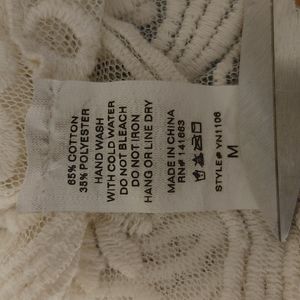 65% COTTON
35% POLYESTER
HAND WASH
WITH COLD WATER
DO NOT BLEACH
DO NOT IRON
HANG OR LINE DRY
MADE IN CHINA
RN# 141663
STYLE# YN1106
M